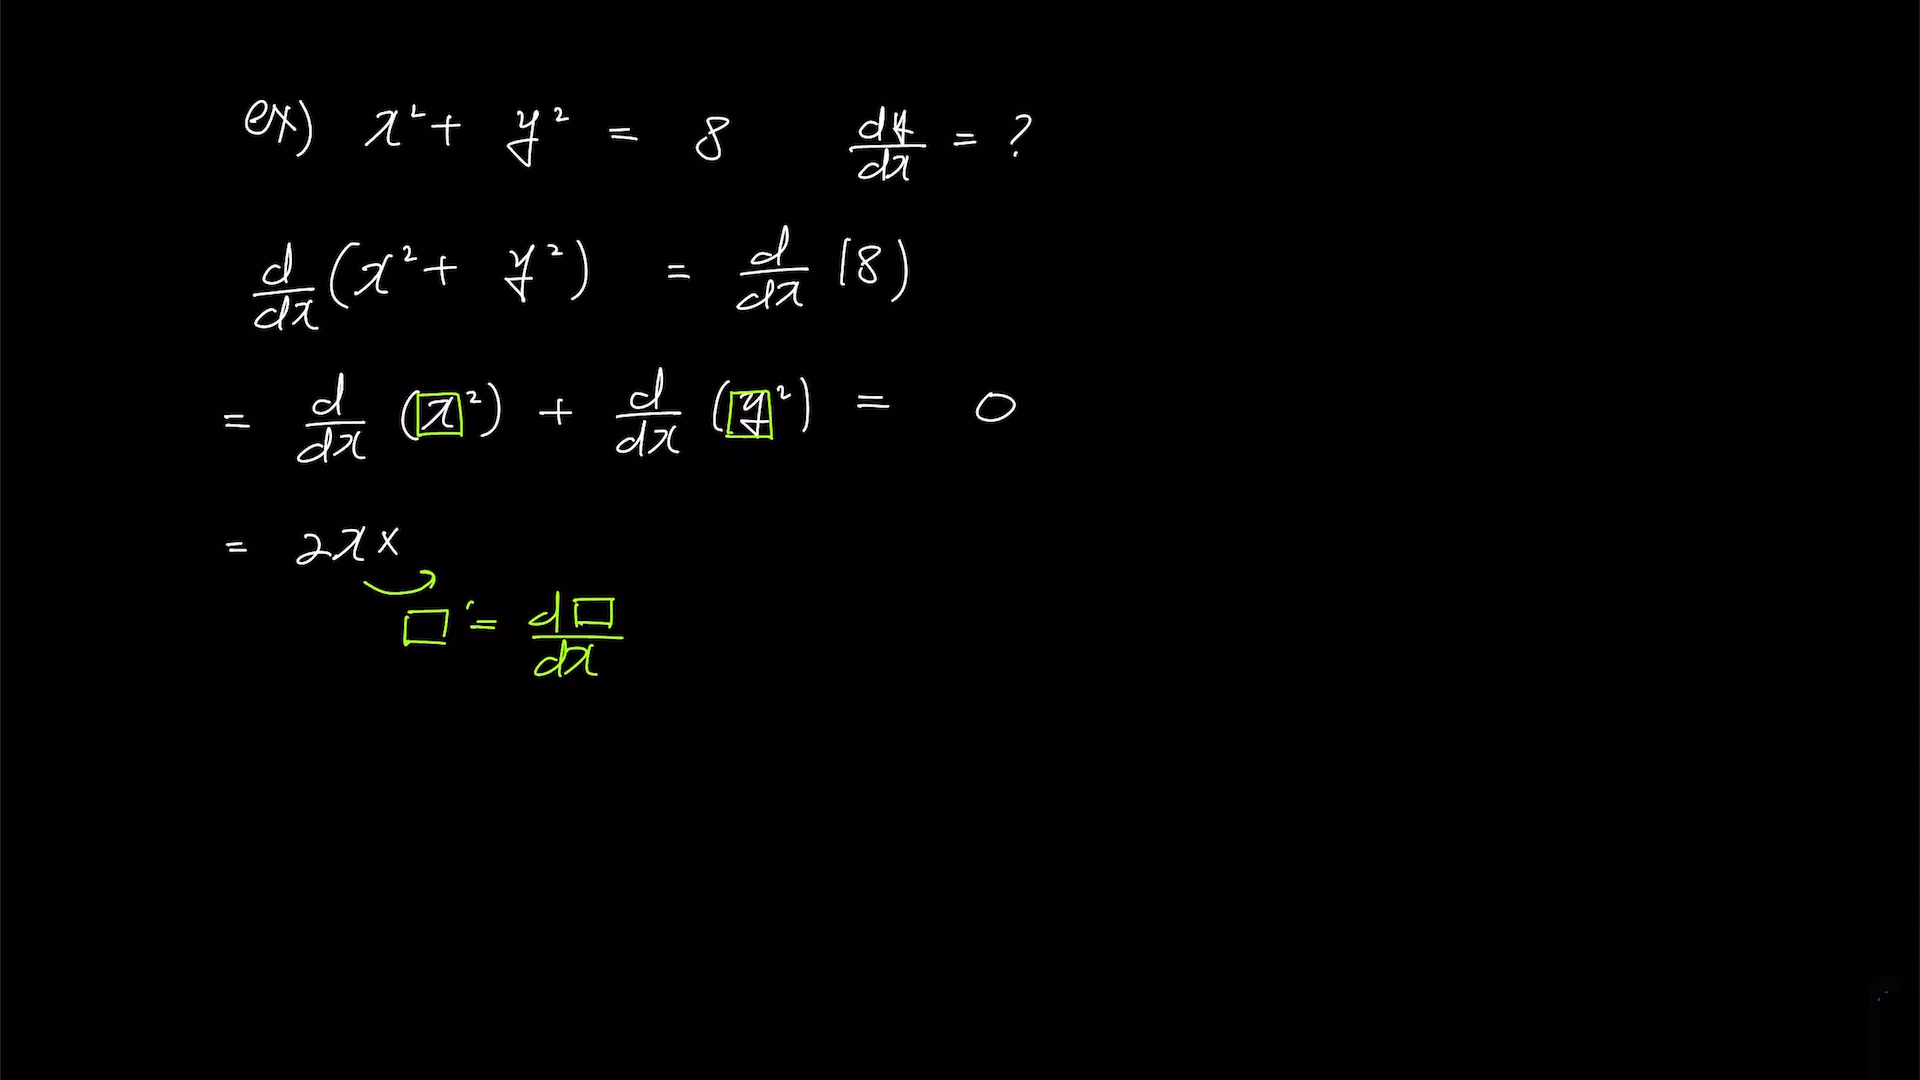 ex) x² + y² = 8 dy/dx = ?
d/dx (x² + y²) = d/dx (8)
= d/dx (x²) + d/dx (y²) = 0
= 2x ×
□' = d□/dx